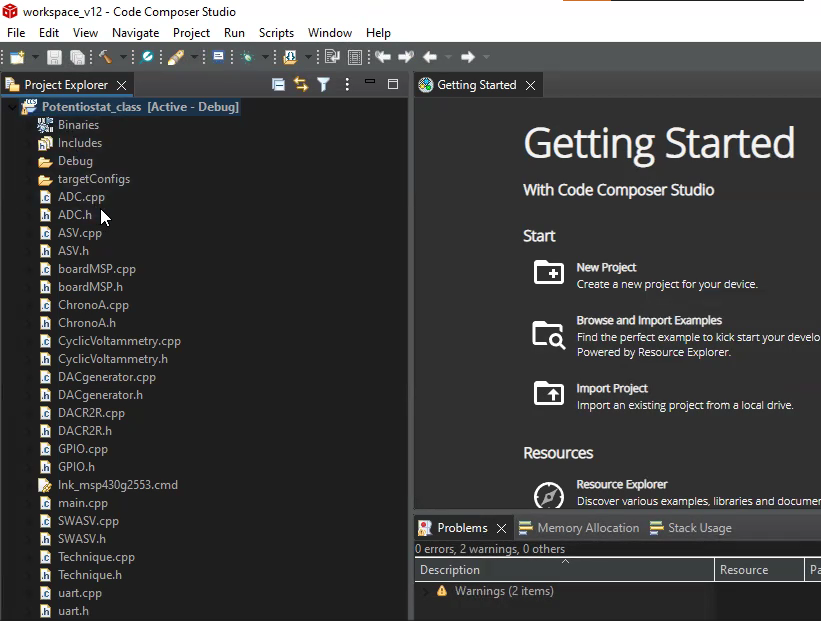 workspace_v12 - Code Composer Studio
File Edit View Navigate Project Run Scripts Window Help
Project Explorer
Potentiostat_class [Active - Debug]
Binaries
Includes
Debug
targetConfigs
ADC.cpp
ADC.h
ASV.cpp
ASV.h
boardMSP.cpp
boardMSP.h
ChronoA.cpp
ChronoA.h
CyclicVoltammetry.cpp
CyclicVoltammetry.h
DACgenerator.cpp
DACgenerator.h
DACR2R.cpp
DACR2R.h
GPIO.cpp
GPIO.h
lnk_msp430g2553.cmd
main.cpp
SWASV.cpp
SWASV.h
Technique.cpp
Technique.h
uart.cpp
uart.h
Getting Started
Getting Started
With Code Composer Studio
Start
New Project
Create a new project for your device.
Browse and Import Examples
Find the perfect example to kick start your develo
Powered by Resource Explorer.
Import Project
Import an existing project from a local drive.
Resources
Resource Explorer
Discover various examples, libraries and documen
Problems Memory Allocation Stack Usage
0 errors, 2 warnings, 0 others
Description Resource Pa
Warnings (2 items)